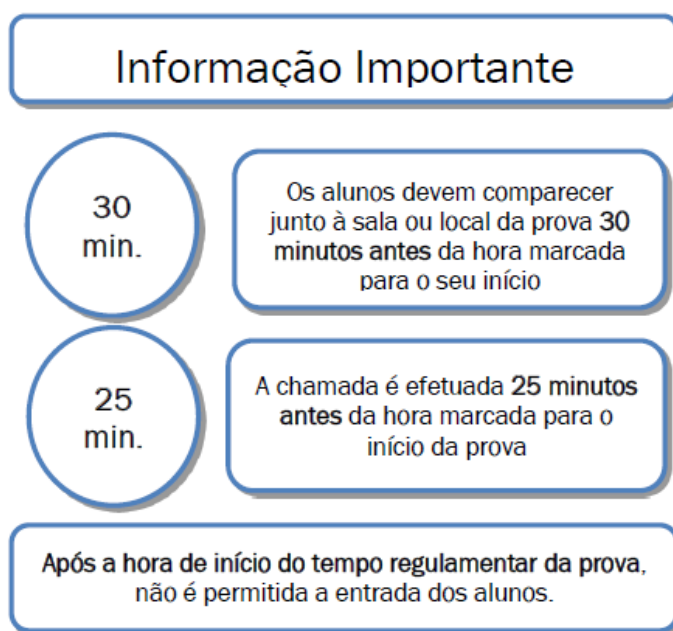 Informação Importante
30
min.
Os alunos devem comparecer
junto à sala ou local da prova 30
minutos antes da hora marcada
para o seu início
25
min.
A chamada é efetuada 25 minutos
antes da hora marcada para o
início da prova
Após a hora de início do tempo regulamentar da prova,
não é permitida a entrada dos alunos.